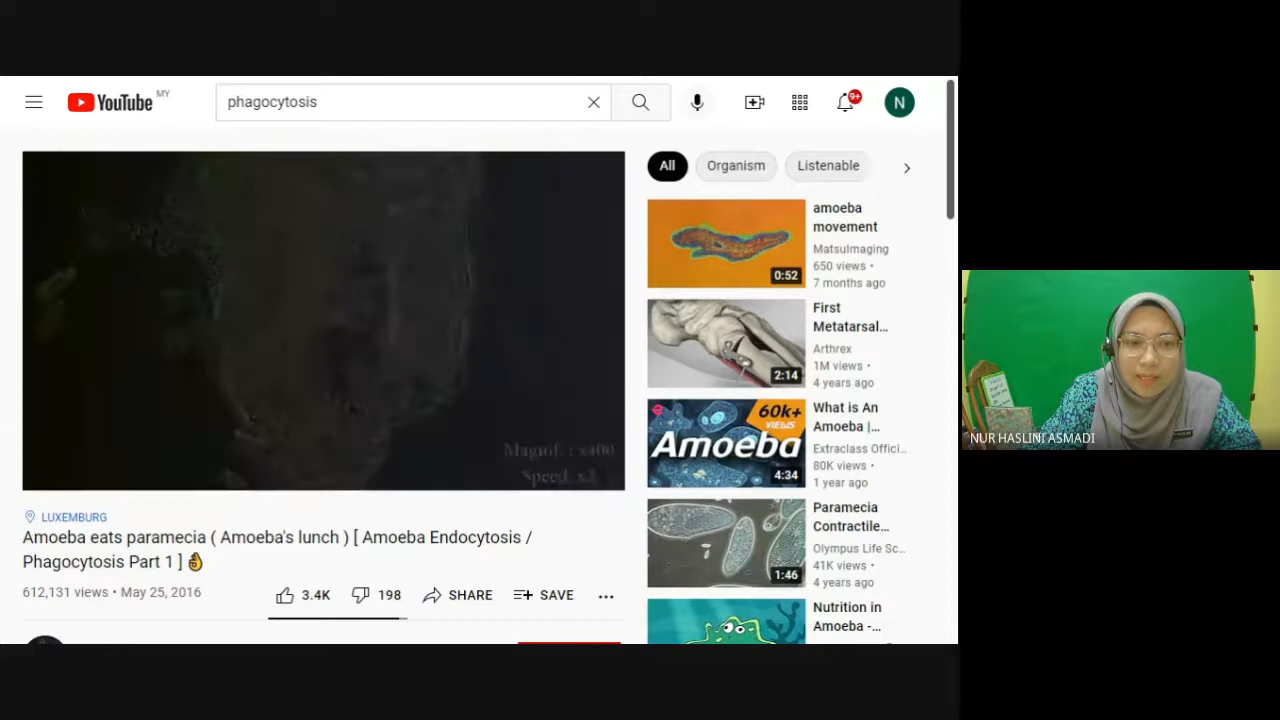 YouTube MY
phagocytosis
9+
N
All
Organism
Listenable
Magnif. : x400
Speed. x2
LUXEMBURG
Amoeba eats paramecia ( Amoeba's lunch ) [ Amoeba Endocytosis /
Phagocytosis Part 1 ] 👌
612,131 views • May 25, 2016
3.4K
198
SHARE
SAVE
0:52
amoeba
movement
MatsuImaging
650 views •
7 months ago
2:14
First
Metatarsal...
Arthrex
1M views •
4 years ago
60k+
VIEWS
Amoeba
4:34
What is An
Amoeba |...
Extraclass Offici...
80K views •
1 year ago
1:46
Paramecia
Contractile...
Olympus Life Sc...
41K views •
4 years ago
Nutrition in
Amoeba -...
NUR HASLINI ASMADI